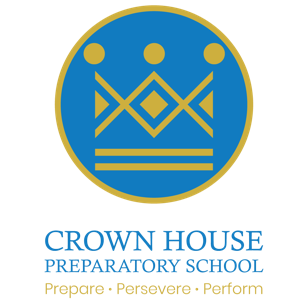 CROWN HOUSE
PREPARATORY SCHOOL
Prepare • Persevere • Perform